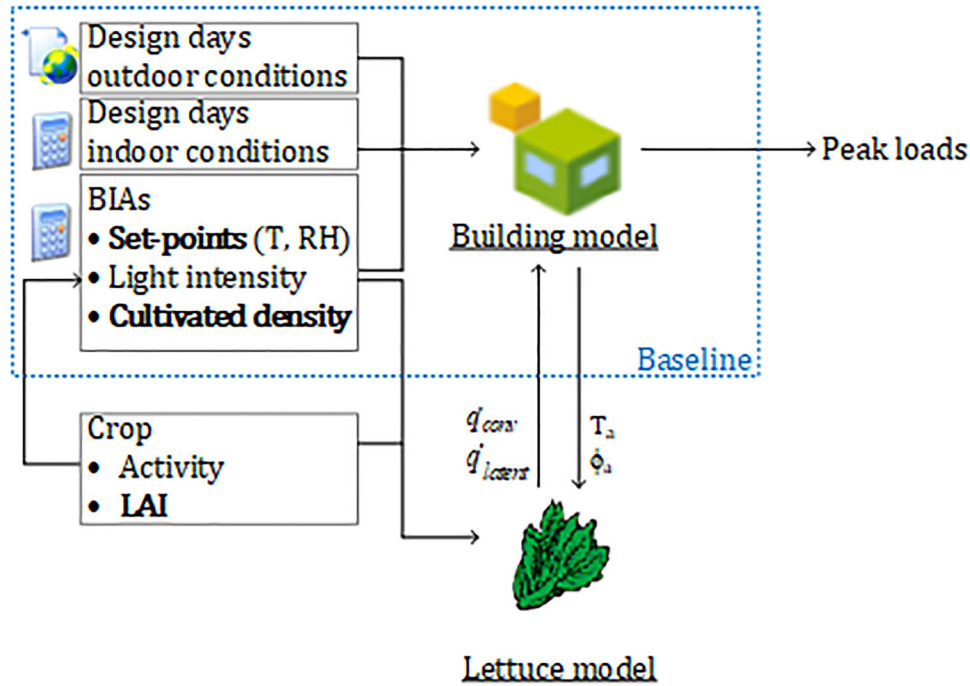 Design days
outdoor conditions
Design days
indoor conditions
BIAs
• Set-points (T, RH)
• Light intensity
• Cultivated density
Building model
Peak loads
Baseline
Crop
• Activity
• LAI
q̇conv
q̇latent
Ta
ϕa
Lettuce model